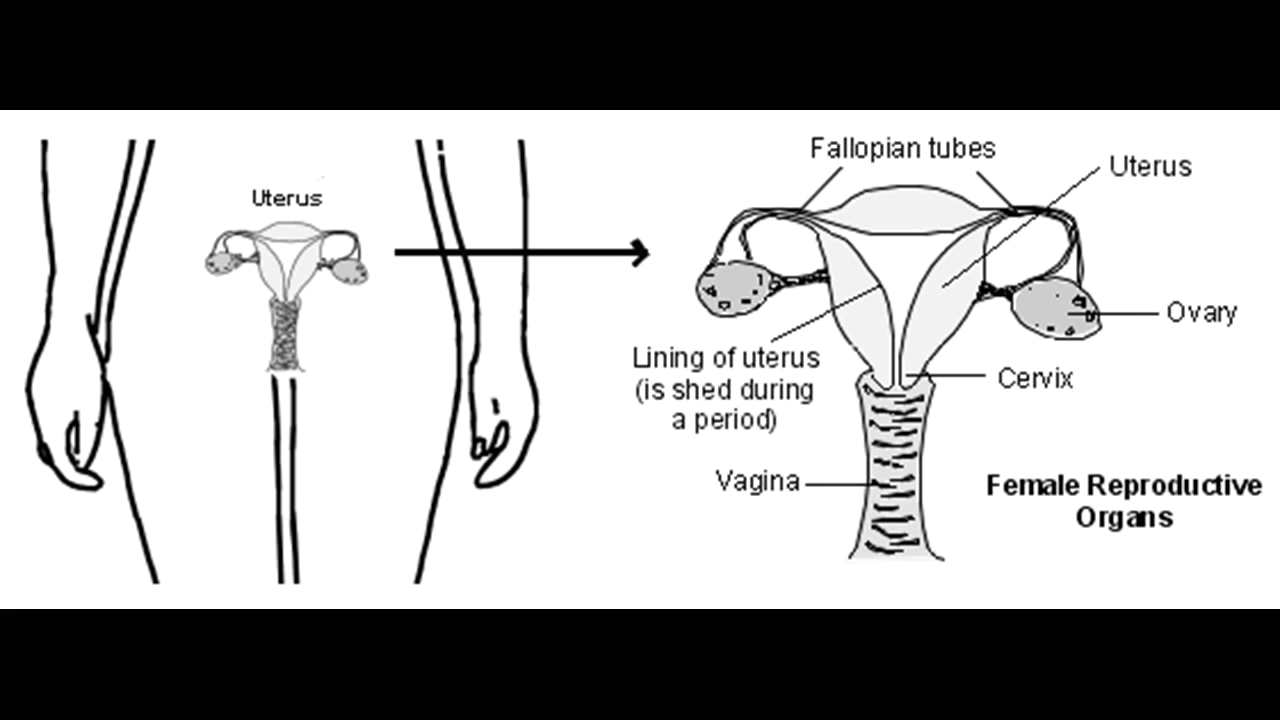 Uterus
Fallopian tubes
Uterus
Ovary
Lining of uterus
(is shed during
a period)
Cervix
Vagina
Female Reproductive
Organs